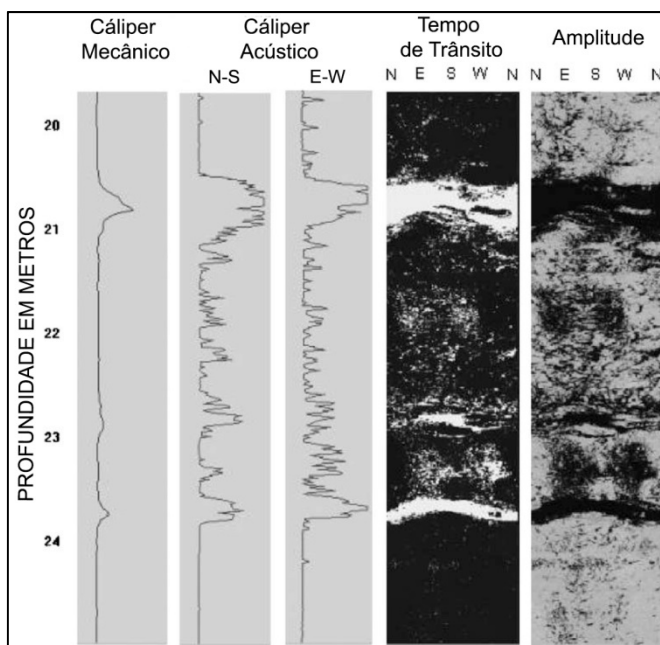 Cáliper Mecânico
Cáliper Acústico
Tempo de Trânsito
Amplitude
N-S
E-W
N E S W N
N E S W N
PROFUNDIDADE EM METROS
20
21
22
23
24